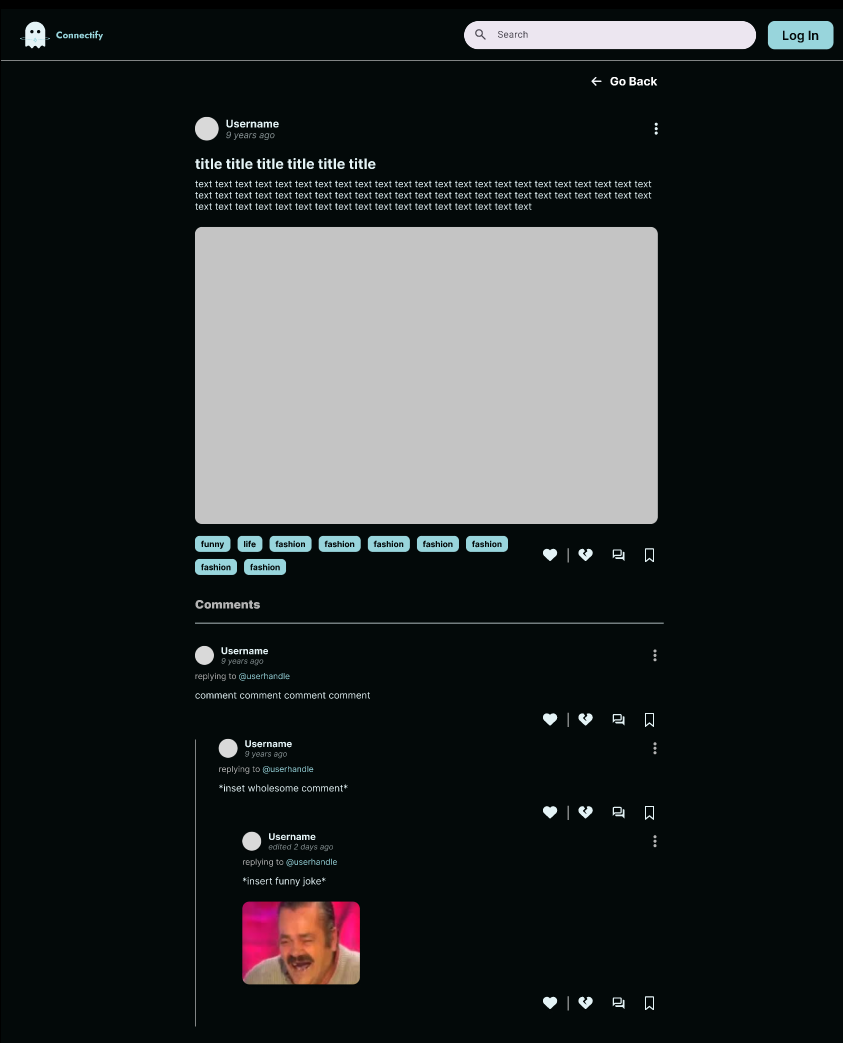 Connectify
Search
Log In
Go Back
Username
9 years ago
title title title title title title
text text text text text text text text text text text text text text text text text text text text text text text
text text text text text text text text text text text text text text text text text text text text text text text
text text text text text text text text text text text text text text text text text
funny life fashion fashion fashion fashion fashion
fashion fashion
Comments
Username
9 years ago
replying to @userhandle
comment comment comment comment
Username
9 years ago
replying to @userhandle
*inset wholesome comment*
Username
edited 2 days ago
replying to @userhandle
*insert funny joke*